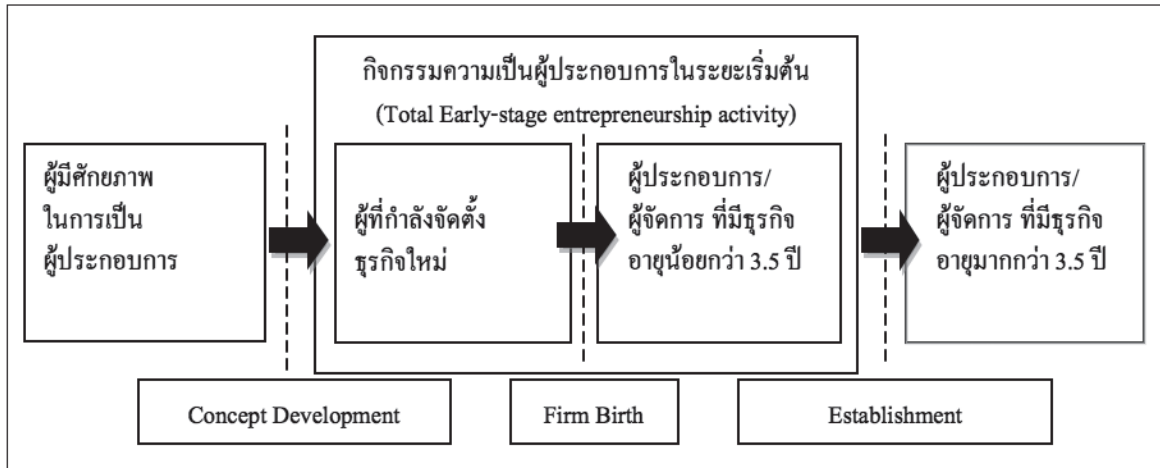 กิจกรรมความเป็นผู้ประกอบการในระยะเริ่มต้น
(Total Early-stage entrepreneurship activity)
ผู้มีศักยภาพ
ในการเป็น
ผู้ประกอบการ
ผู้ที่กำลังจัดตั้ง
ธุรกิจใหม่
ผู้ประกอบการ/
ผู้จัดการ ที่มีธุรกิจ
อายุน้อยกว่า 3.5 ปี
ผู้ประกอบการ/
ผู้จัดการ ที่มีธุรกิจ
อายุมากกว่า 3.5 ปี
Concept Development
Firm Birth
Establishment